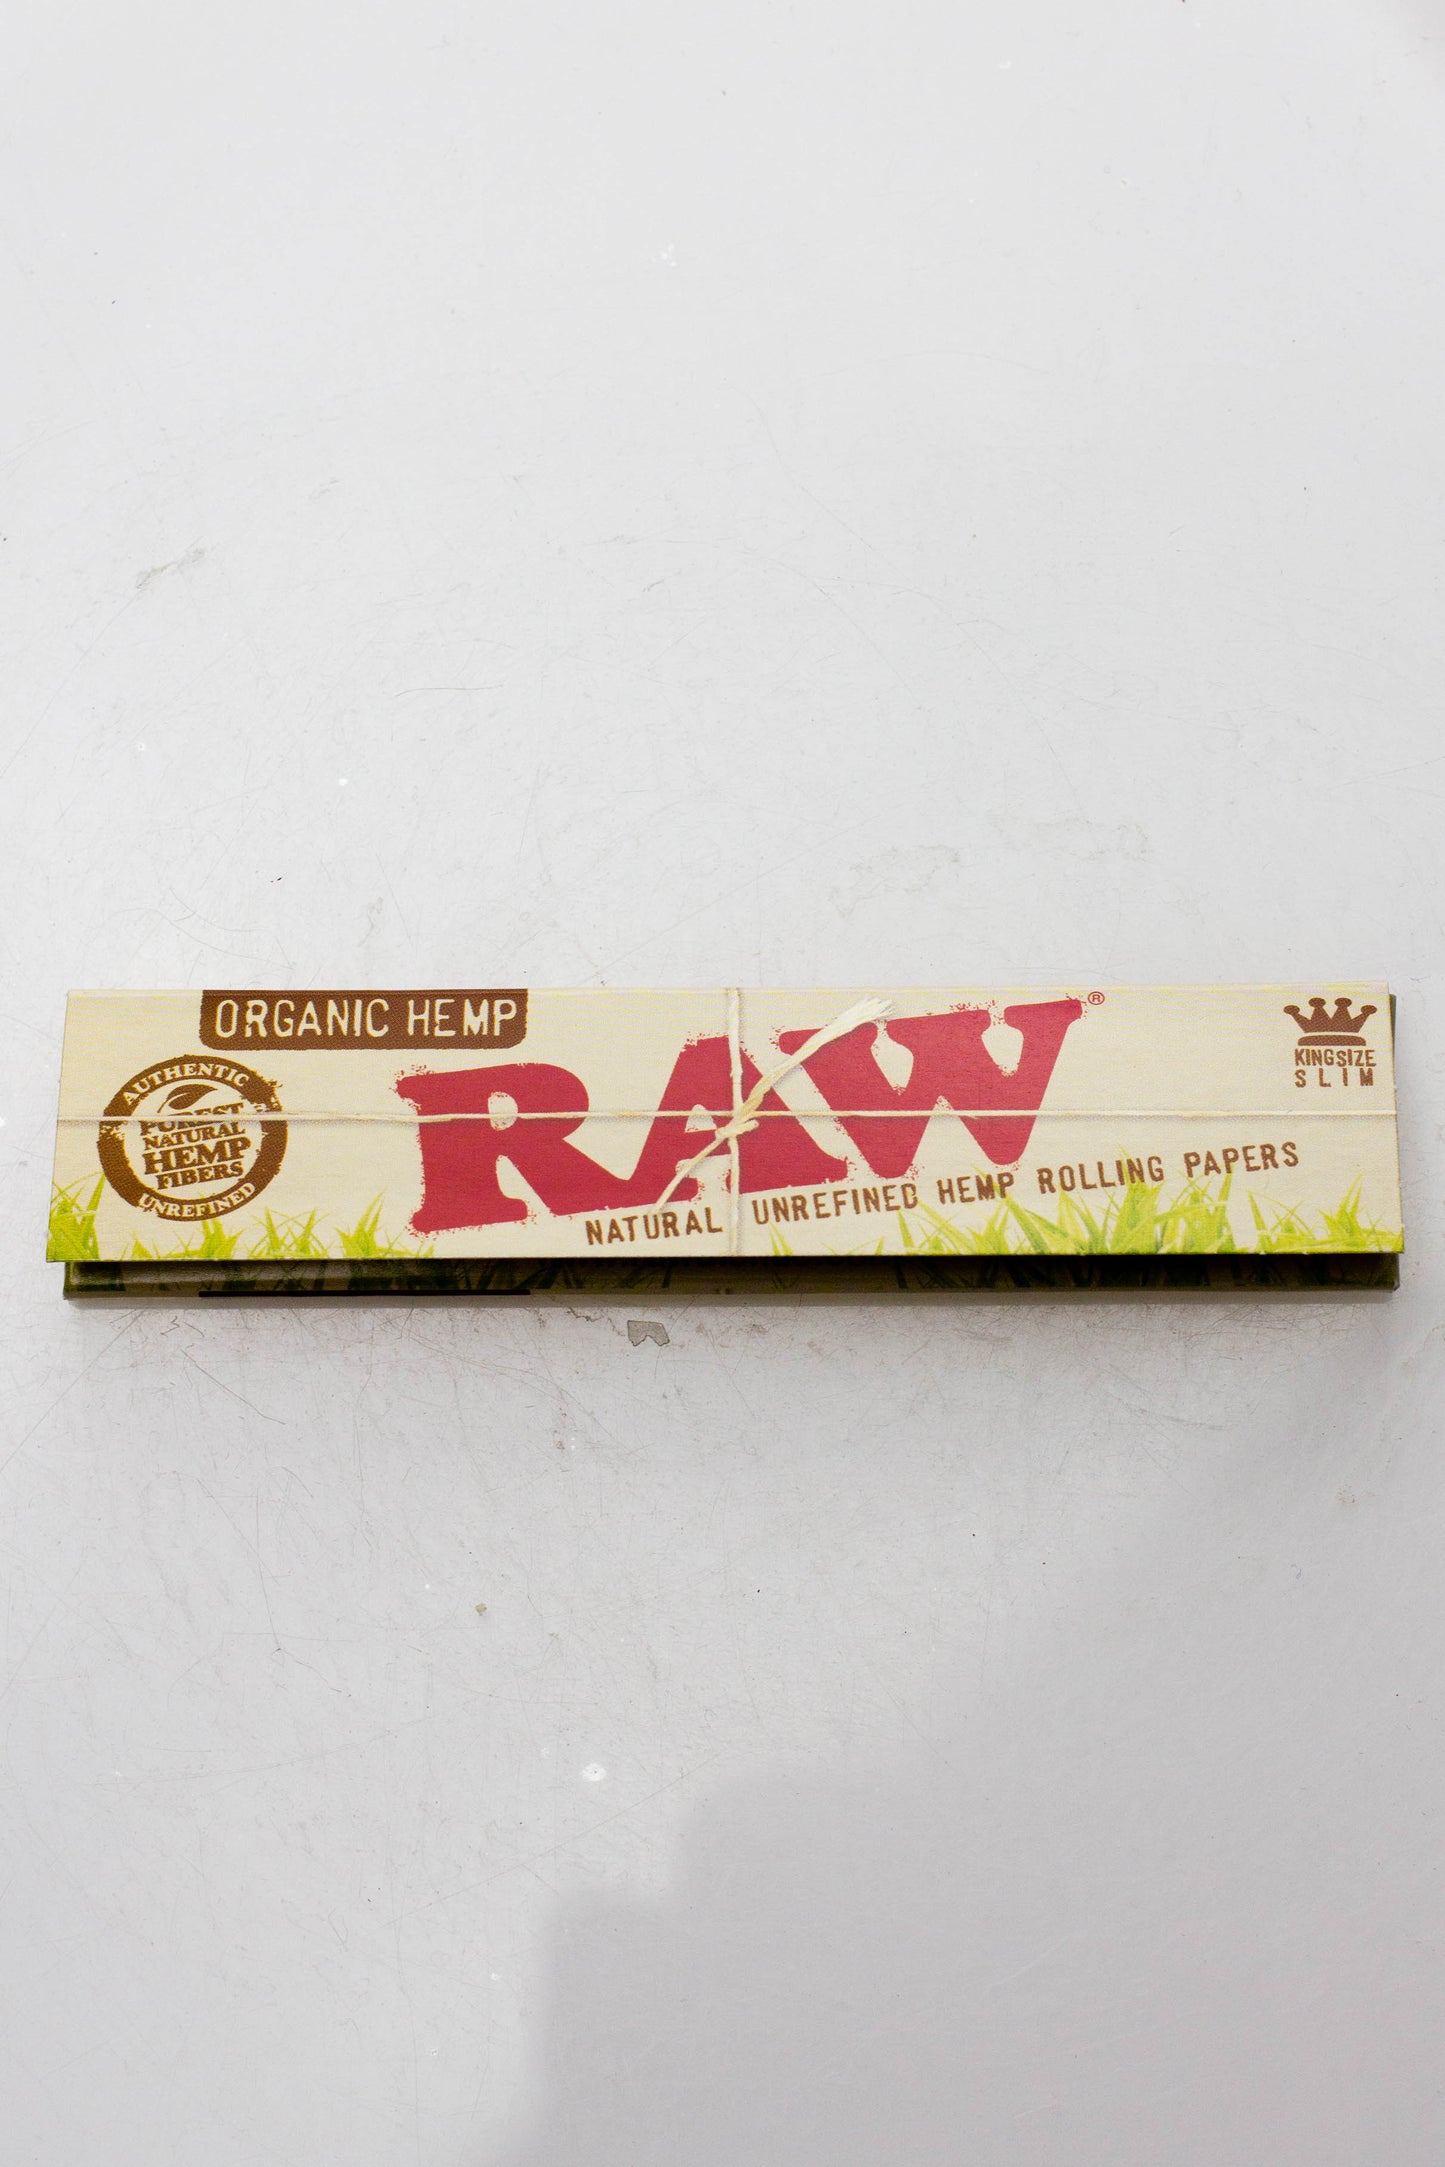 ORGANIC HEMP
AUTHENTIC
PUREST
NATURAL
HEMP
FIBERS
UNREFINED
RAW®
NATURAL UNREFINED HEMP ROLLING PAPERS
KINGSIZE
SLIM